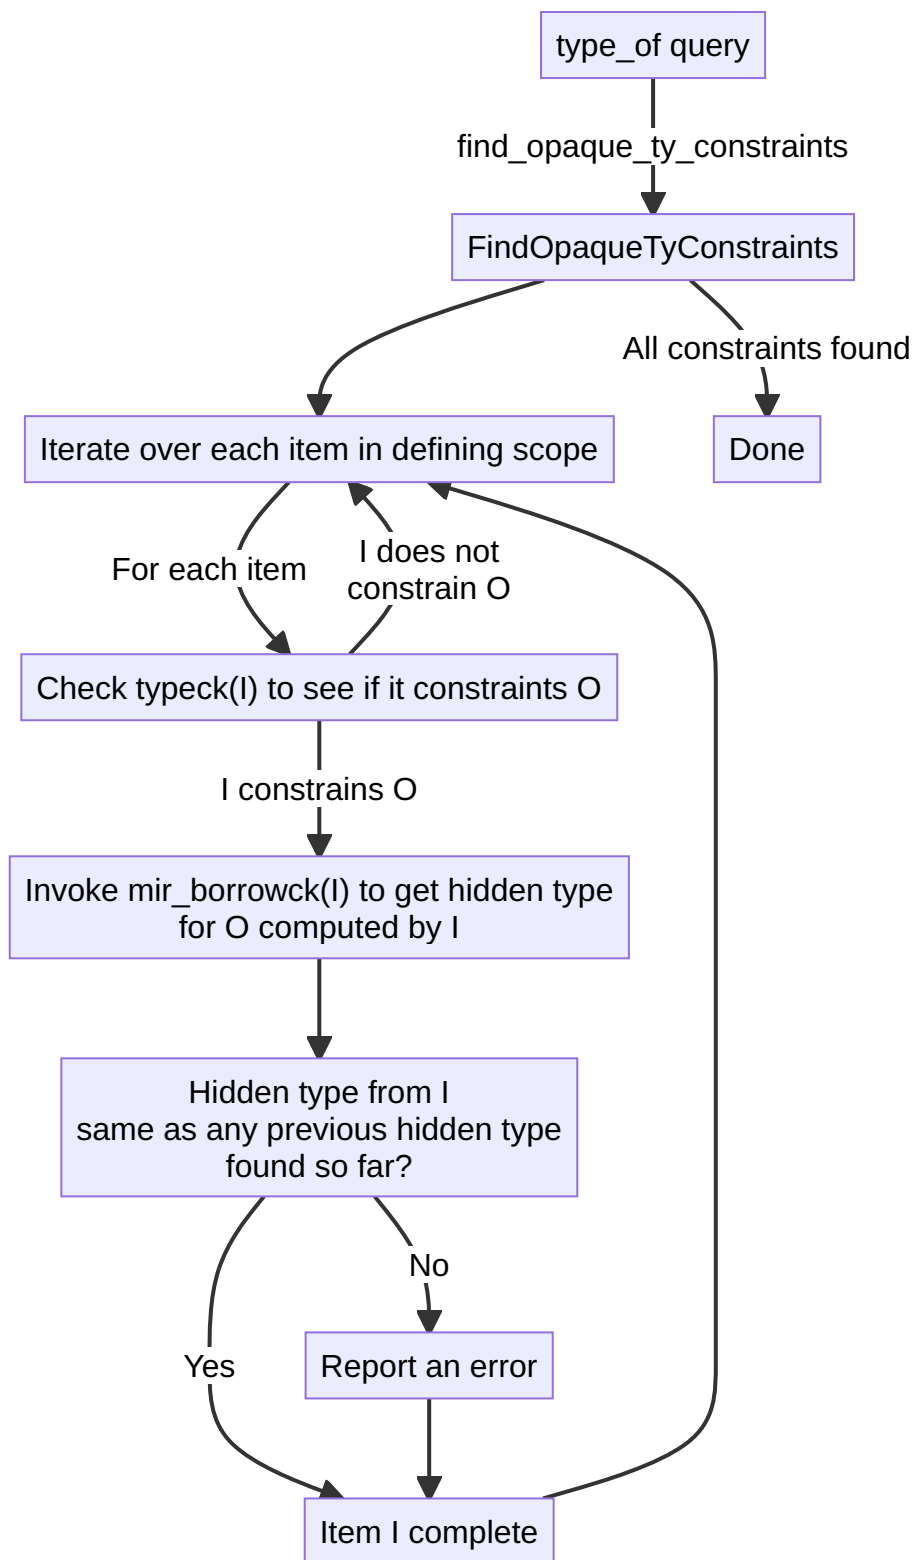 type_of query
find_opaque_ty_constraints
FindOpaqueTyConstraints
All constraints found
Iterate over each item in defining scope
Done
For each item
I does not
constrain O
Check typeck(I) to see if it constraints O
I constrains O
Invoke mir_borrowck(I) to get hidden type
for O computed by I
Hidden type from I
same as any previous hidden type
found so far?
No
Yes
Report an error
Item I complete